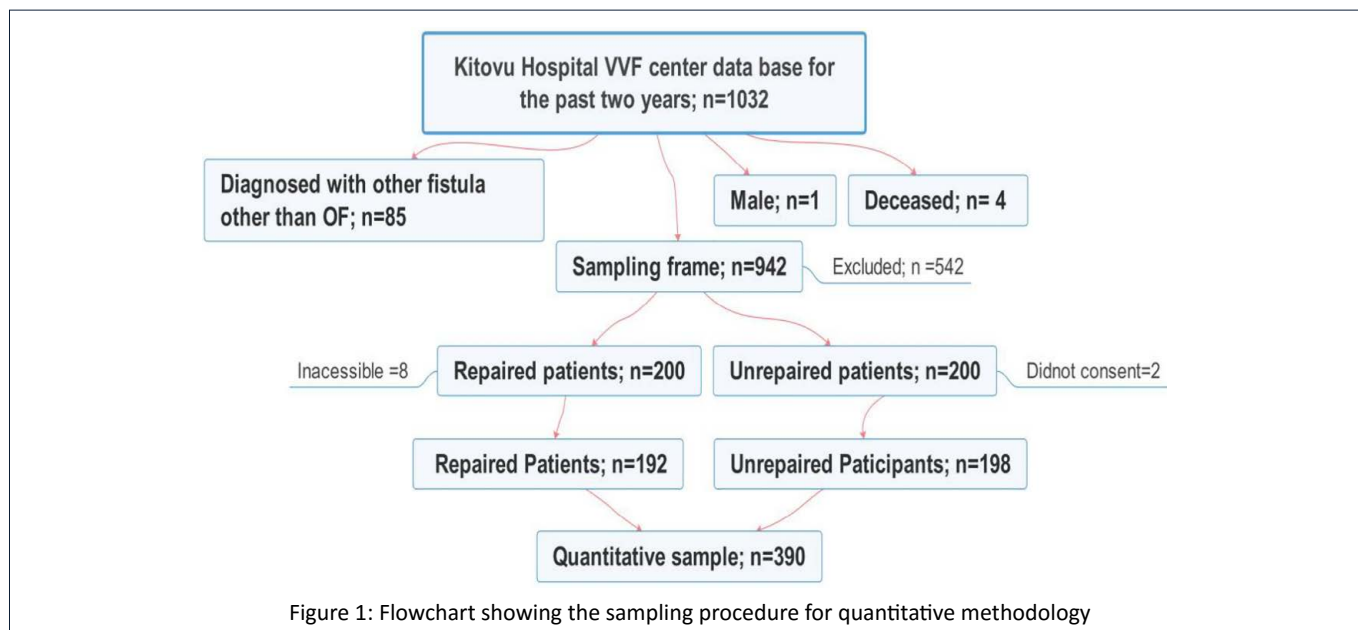 Kitovu Hospital VVF center data base for
the past two years; n=1032
Diagnosed with other fistula
other than OF; n=85
Male; n=1
Deceased; n= 4
Sampling frame; n=942
Excluded; n =542
Inacessible =8
Repaired patients; n=200
Unrepaired patients; n=200
Didnot consent=2
Repaired Patients; n=192
Unrepaired Paticipants; n=198
Quantitative sample; n=390
Figure 1: Flowchart showing the sampling procedure for quantitative methodology